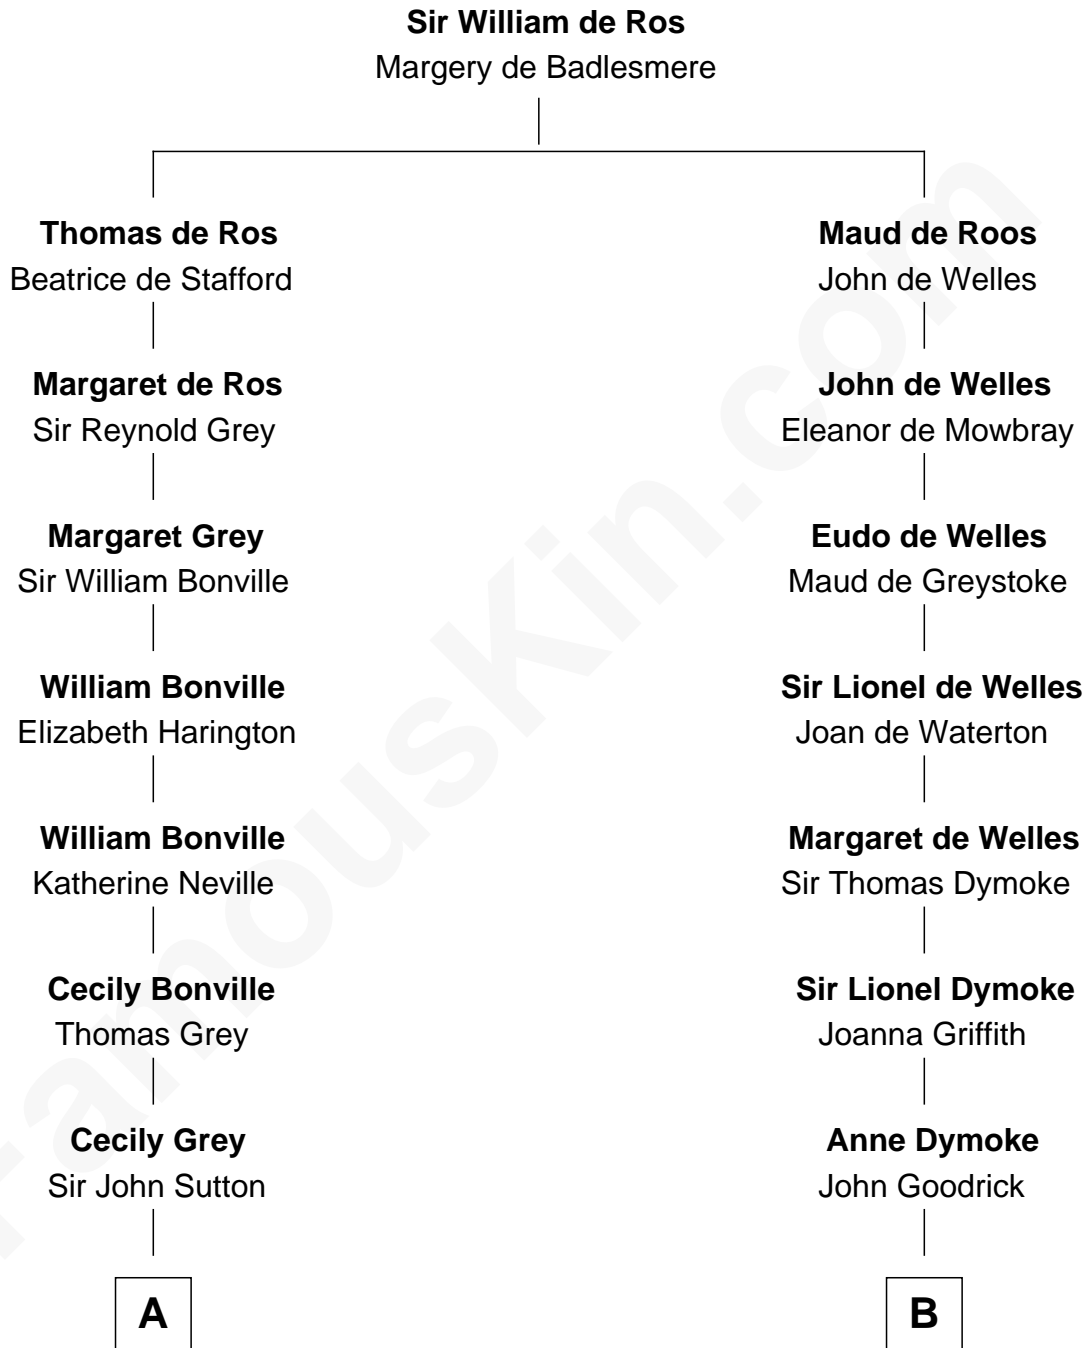 Sir William de Ros
Margery de Badlesmere
Thomas de Ros
Beatrice de Stafford
Maud de Roos
John de Welles
Margaret de Ros
Sir Reynold Grey
John de Welles
Eleanor de Mowbray
Margaret Grey
Sir William Bonville
Eudo de Welles
Maud de Greystoke
William Bonville
Elizabeth Harington
Sir Lionel de Welles
Joan de Waterton
William Bonville
Katherine Neville
Margaret de Welles
Sir Thomas Dymoke
Cecily Bonville
Thomas Grey
Sir Lionel Dymoke
Joanna Griffith
Cecily Grey
Sir John Sutton
Anne Dymoke
John Goodrick
A
B
FamousKin.com